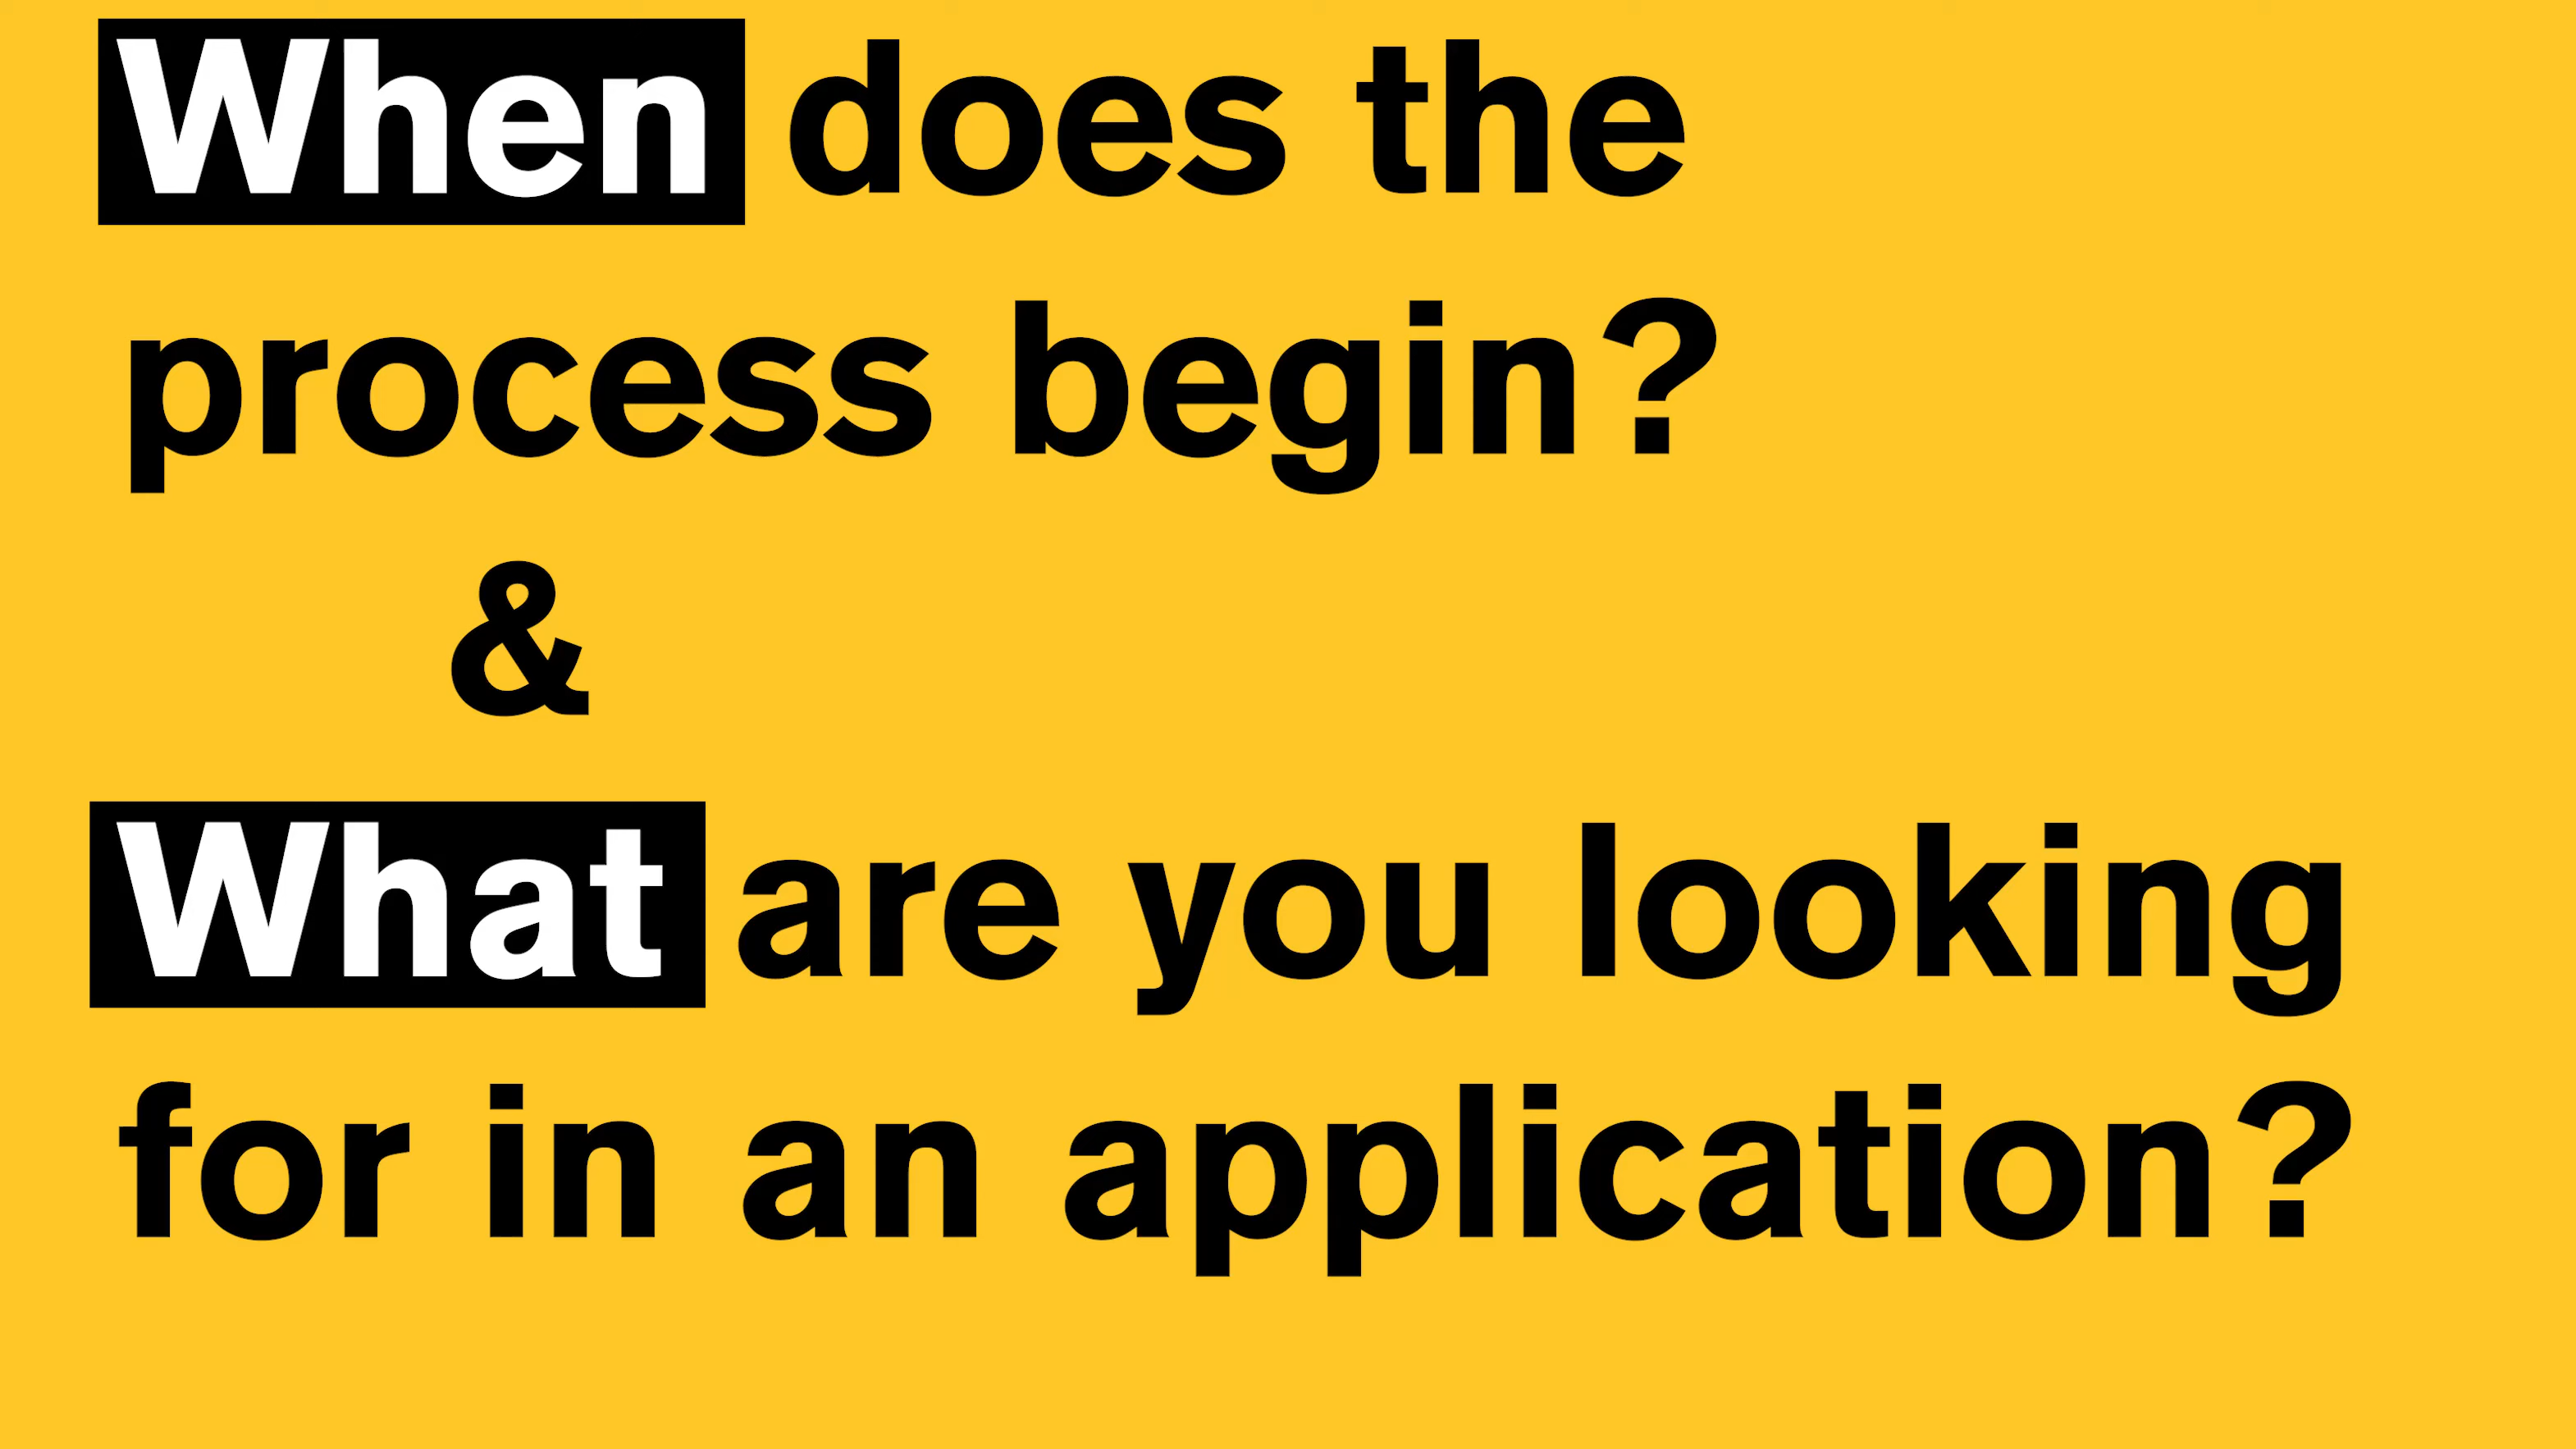 When does the
process begin?
&
What are you looking
for in an application?